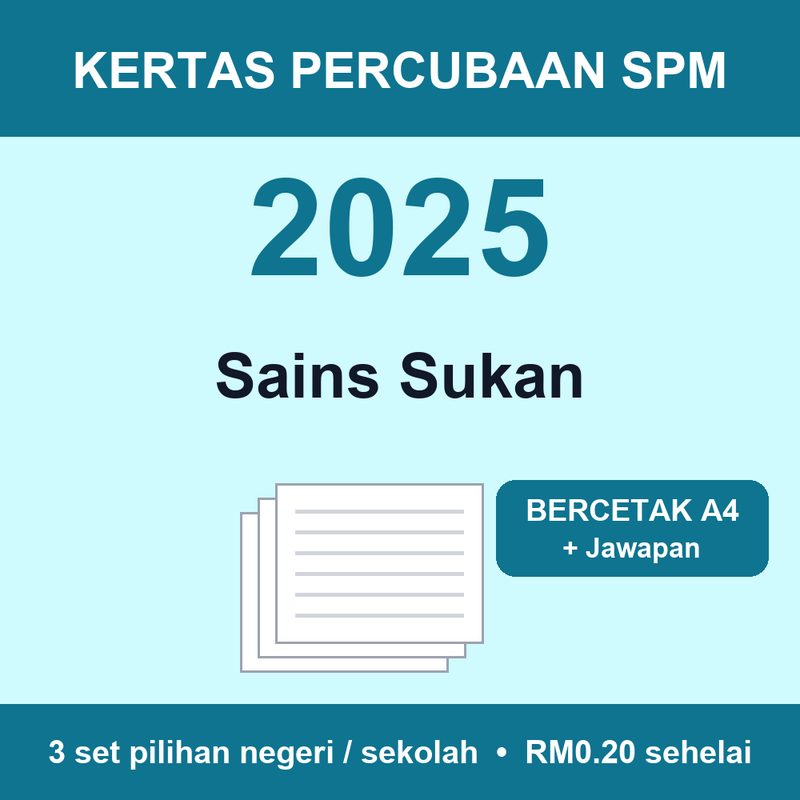 KERTAS PERCUBAAN SPM
2025
Sains Sukan
BERCETAK A4
+ Jawapan
3 set pilihan negeri / sekolah • RM0.20 sehelai